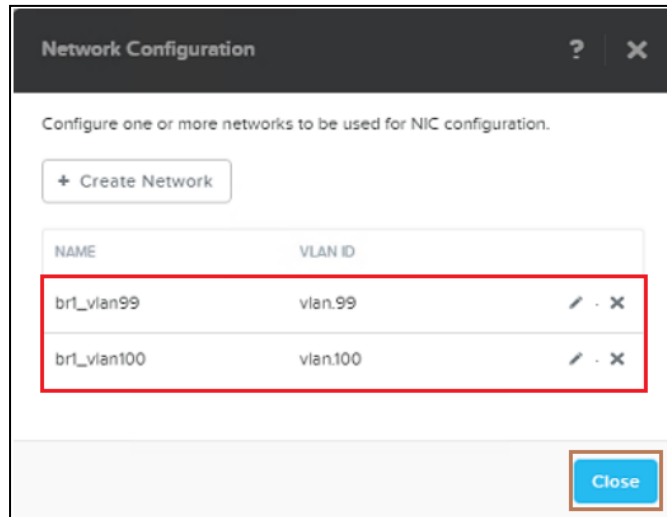 Network Configuration ? ×
Configure one or more networks to be used for NIC configuration.
+ Create Network
NAME VLAN ID
br1_vlan99 vlan.99
br1_vlan100 vlan.100
Close